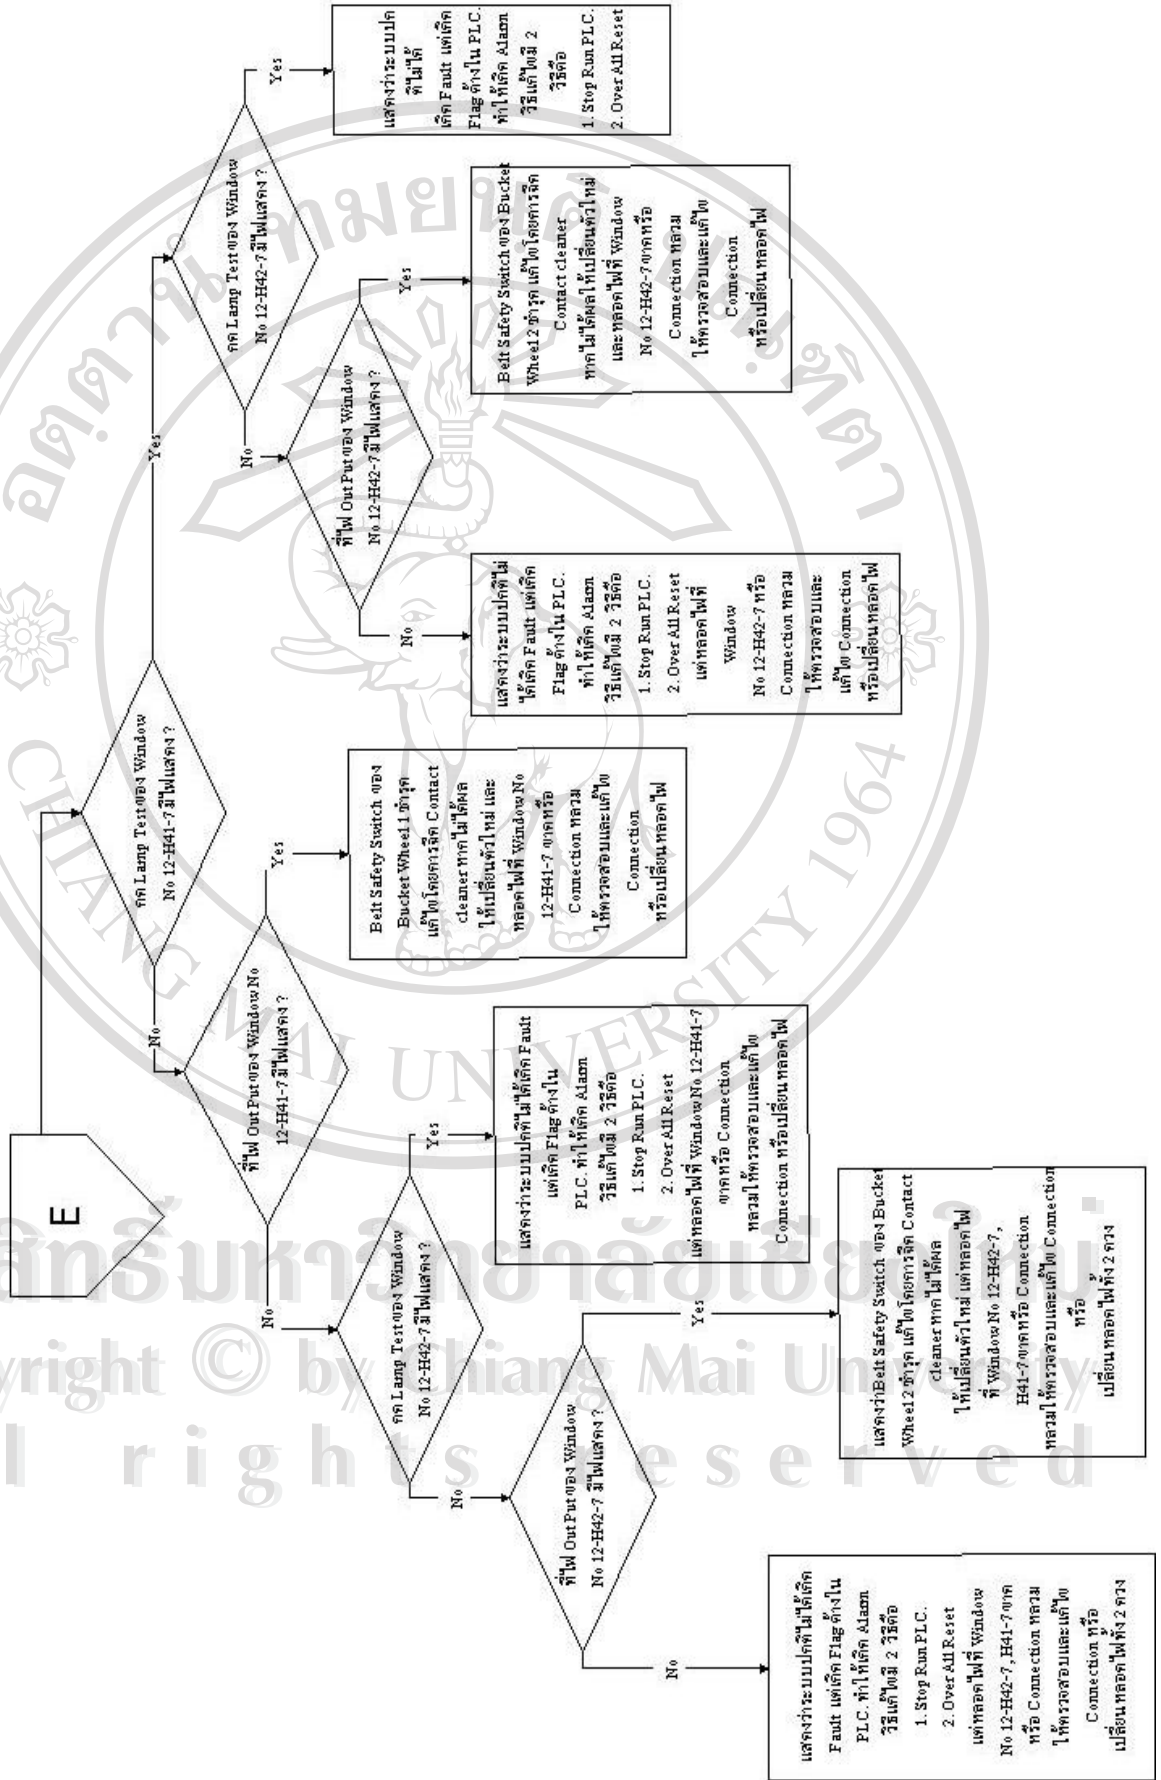 E
กด Lamp Test ของ Window
No 12-H41-7 มีไฟแสดง ?
Yes
No
กด Lamp Test ของ Window
No 12-H42-7 มีไฟแสดง ?
Yes
No
แสดงว่าระบบปก
ติไม่ได้
เกิด Fault แต่เกิด
Flag ค้างใน PLC.
ทำให้เกิด Alarm
วิธีแก้ไขมี 2
วิธีคือ
1. Stop Run PLC.
2. Over All Reset
ที่ไฟ Out Put ของ Window
No 12-H42-7 มีไฟแสดง ?
Yes
No
Belt Safety Switch ของ Bucket
Wheel 2 ชำรุด แก้ไขโดยการฉีด
Contact cleaner
หากไม่ได้ผลให้เปลี่ยนตัวใหม่
และหลอดไฟที่ Window
No 12-H42-7 ขาดหรือ
Connection หลวม
ให้ตรวจสอบและแก้ไข
Connection
หรือเปลี่ยนหลอดไฟ
แสดงว่าระบบปกติไม่
ได้เกิด Fault แต่เกิด
Flag ค้างใน PLC.
ทำให้เกิด Alarm
วิธีแก้ไขมี 2 วิธีคือ
1. Stop Run PLC.
2. Over All Reset
แต่หลอดไฟที่
Window
No 12-H42-7 หรือ
Connection หลวม
ให้ตรวจสอบและ
แก้ไข Connection
หรือเปลี่ยนหลอดไฟ
ที่ไฟ Out Put ของ Window No
12-H41-7 มีไฟแสดง ?
Yes
No
Belt Safety Switch ของ
Bucket Wheel 1 ชำรุด
แก้ไขโดยการฉีด Contact
cleaner หากไม่ได้ผล
ให้เปลี่ยนตัวใหม่ และ
หลอดไฟที่ Window No
12-H41-7 ขาดหรือ
Connection หลวม
ให้ตรวจสอบและแก้ไข
Connection
หรือเปลี่ยนหลอดไฟ
กด Lamp Test ของ Window
No 12-H42-7 มีไฟแสดง ?
Yes
No
แสดงว่าระบบปกติไม่ได้เกิด Fault
แต่เกิด Flag ค้างใน
PLC. ทำให้เกิด Alarm
วิธีแก้ไขมี 2 วิธีคือ
1. Stop Run PLC.
2. Over All Reset
แต่หลอดไฟที่ Window No 12-H41-7
ขาดหรือ Connection
หลวมให้ตรวจสอบและแก้ไข
Connection หรือเปลี่ยนหลอดไฟ
ที่ไฟ Out Put ของ Window
No 12-H42-7 มีไฟแสดง ?
Yes
No
แสดงว่าBelt Safety Switch ของ Bucket
Wheel 2 ชำรุด แก้ไขโดยการฉีด Contact
cleaner หากไม่ได้ผล
ให้เปลี่ยนตัวใหม่ แต่หลอดไฟ
ที่ Window No 12-H42-7,
H41-7 ขาดหรือ Connection
หลวมให้ตรวจสอบและแก้ไข Connection
หรือ
เปลี่ยนหลอดไฟทั้ง 2 ดวง
แสดงว่าระบบปกติไม่ได้เกิด
Fault แต่เกิด Flag ค้างใน
PLC. ทำให้เกิด Alarm
วิธีแก้ไขมี 2 วิธีคือ
1. Stop Run PLC.
2. Over All Reset
แต่หลอดไฟที่ Window
No 12-H42-7, H41-7 ขาด
หรือ Connection หลวม
ให้ตรวจสอบและแก้ไข
Connection หรือ
เปลี่ยนหลอดไฟทั้ง 2 ดวง
CHIANG MAI UNIVERSITY 1964
สิทธิ์มหาวิทยาลัยเชียงใหม่
yright © by Chiang Mai University
l rights reserved